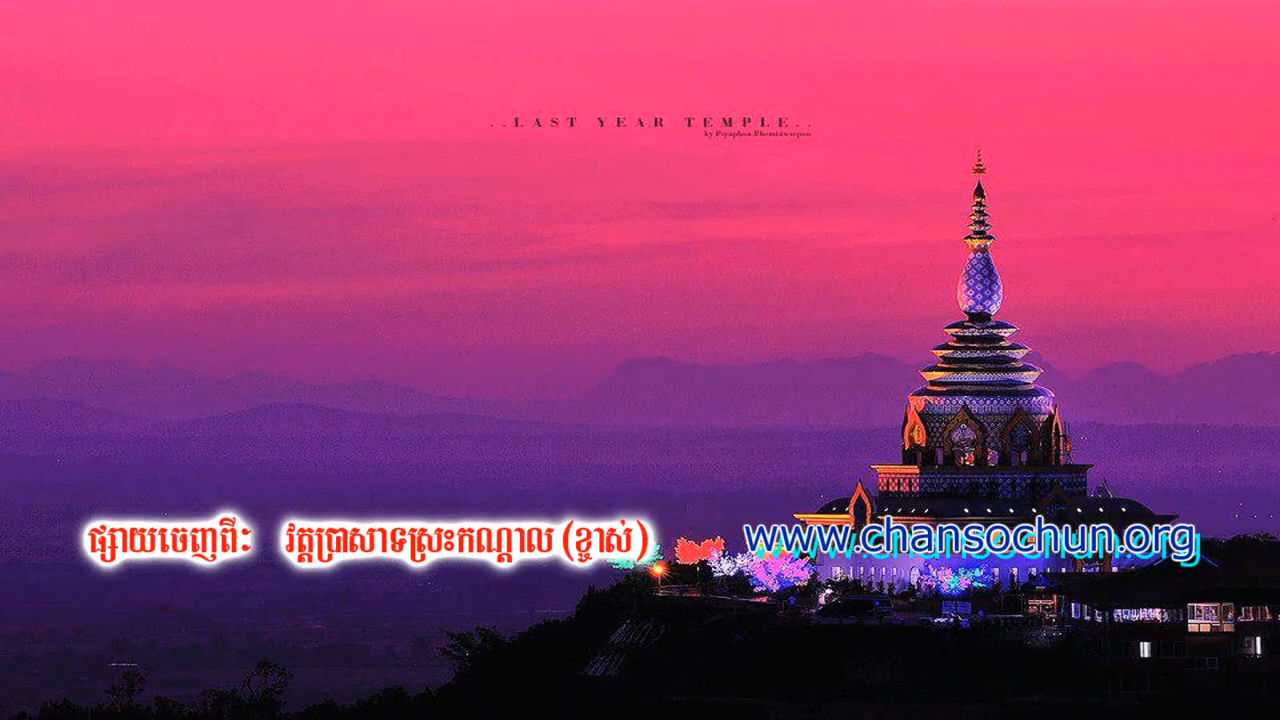 ..LAST YEAR TEMPLE..
ផ្សាយចេញពីៈ វត្តប្រាសាទស្រះកណ្ដាល (ខ្ចាស់)
www.chansochun.org